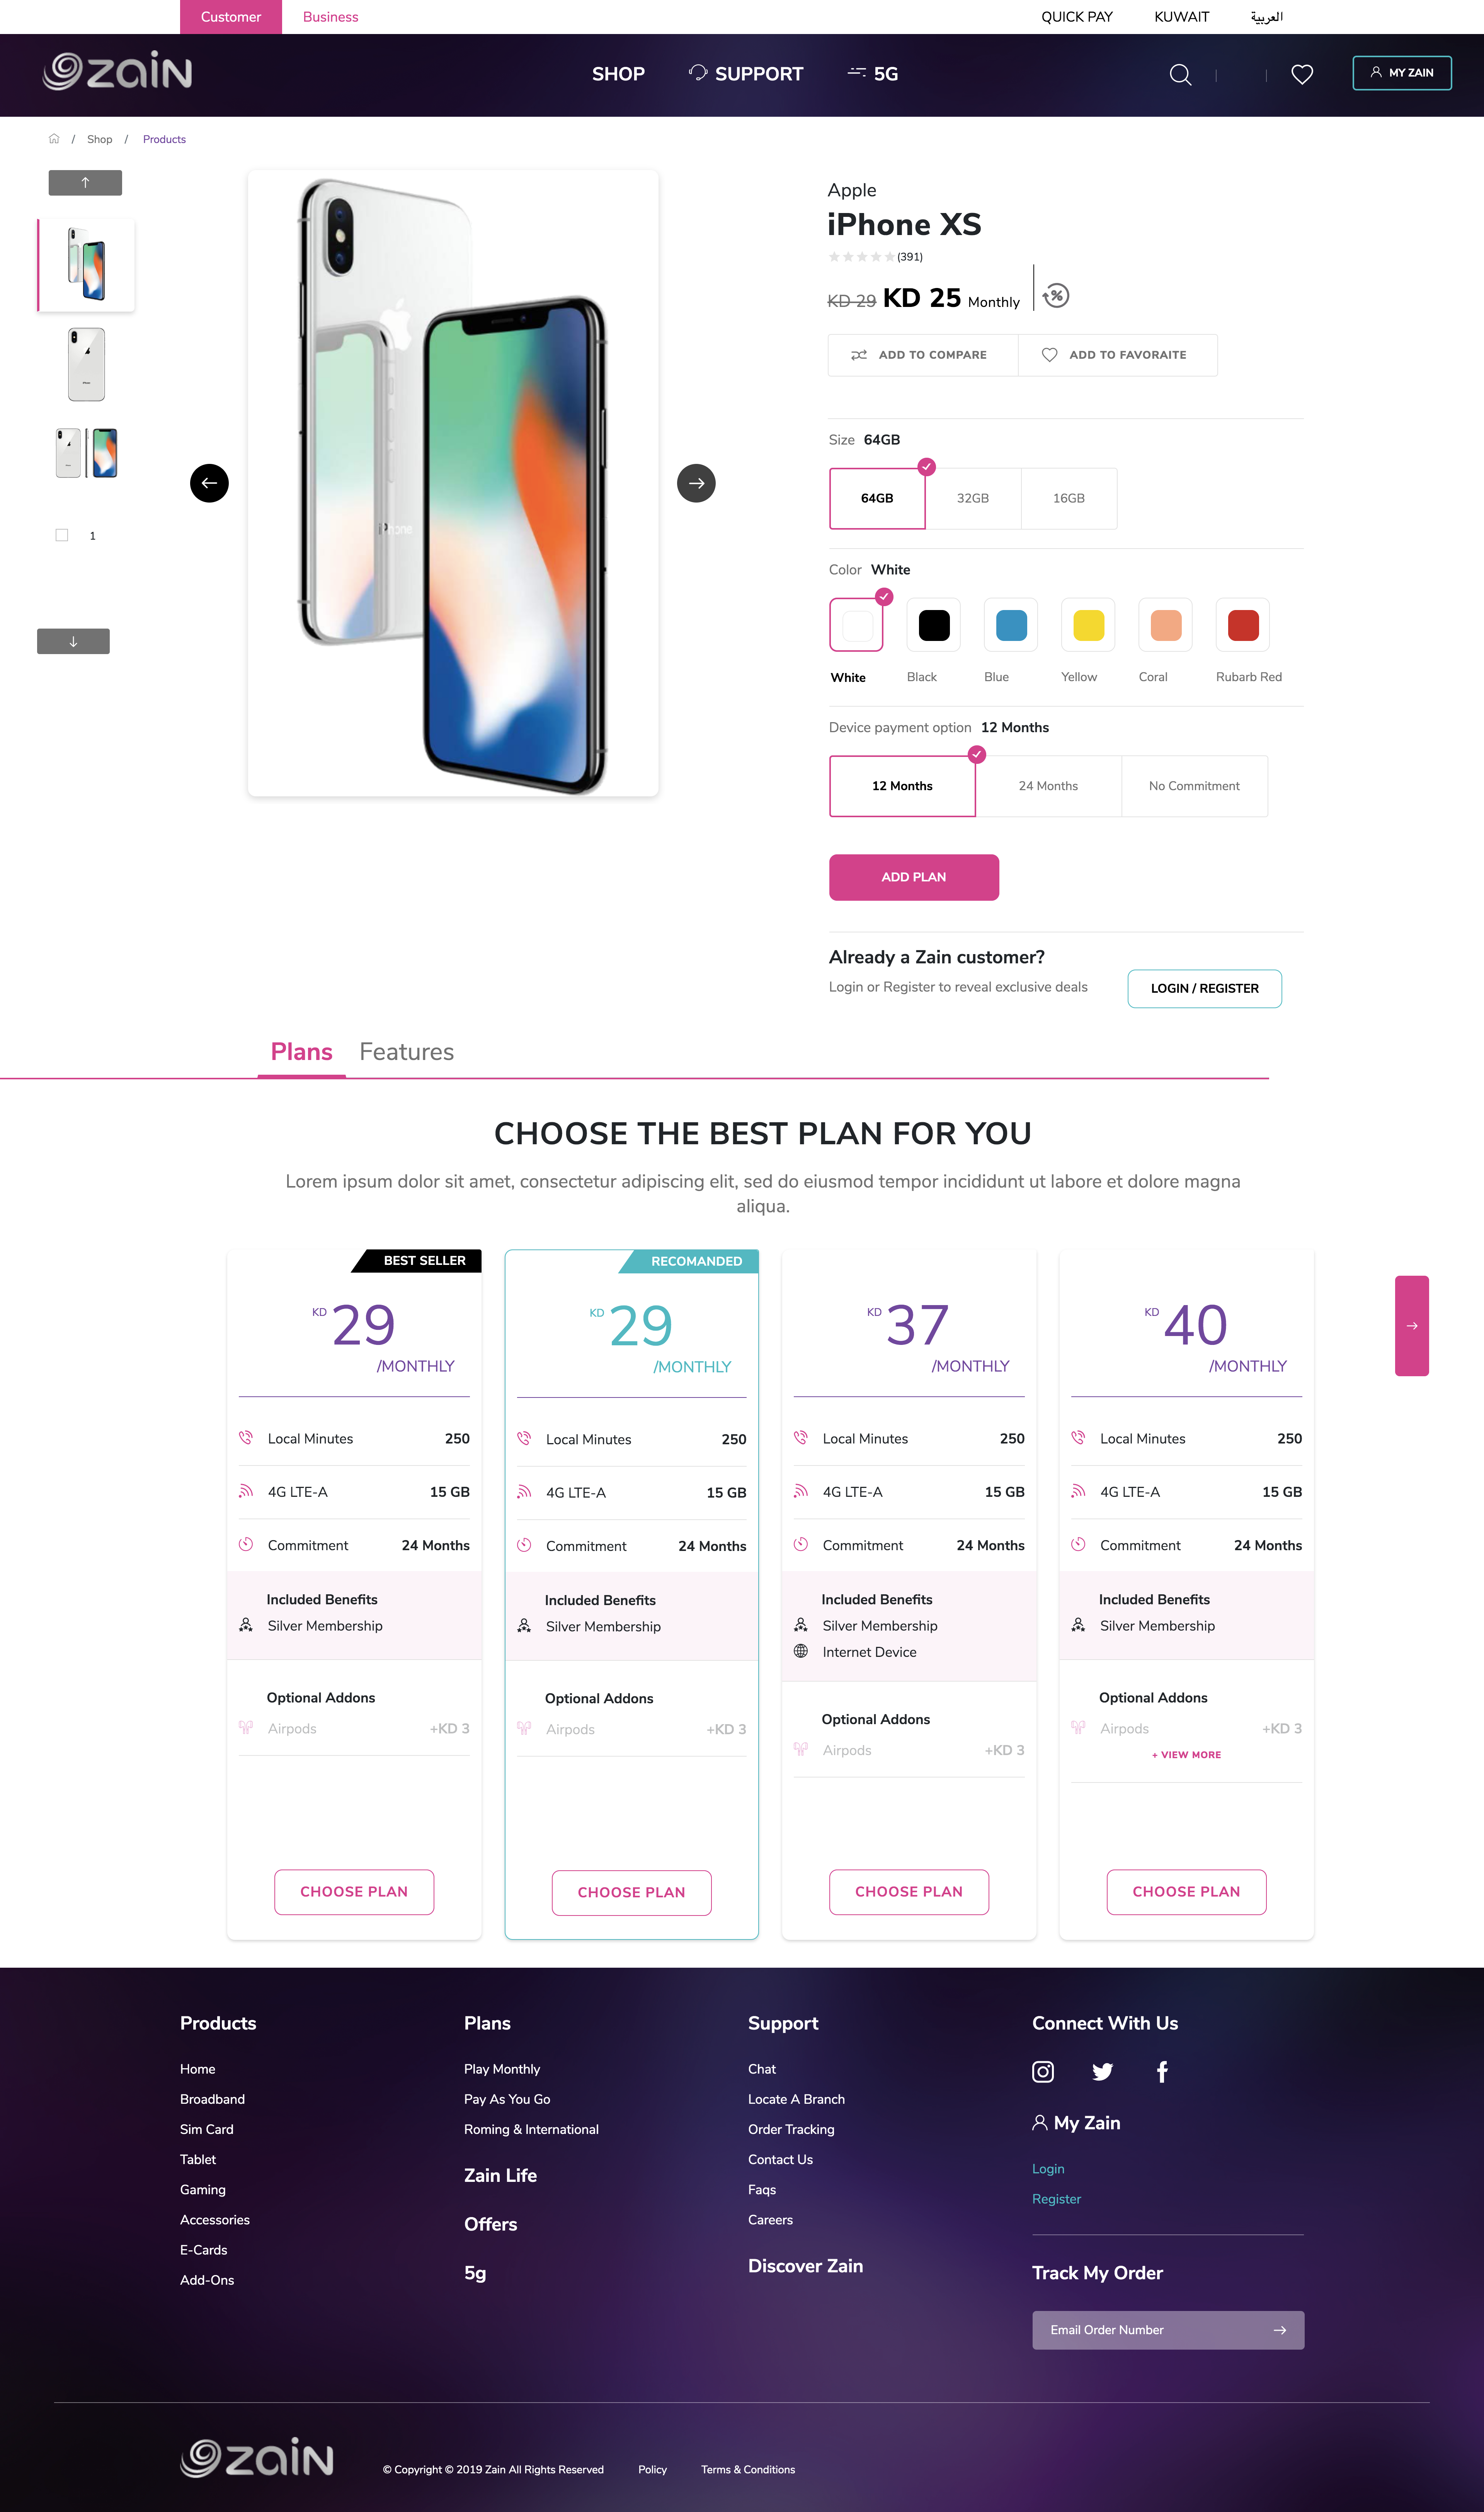 Customer
Business
QUICK PAY
KUWAIT
العربية
zain
SHOP
SUPPORT
5G
MY ZAIN
/ Shop / Products
Apple
iPhone XS
(391)
KD 29 KD 25 Monthly
%
ADD TO COMPARE
ADD TO FAVORAITE
iPhone
1
Size 64GB
64GB
32GB
16GB
Color White
White
Black
Blue
Yellow
Coral
Rubarb Red
Device payment option 12 Months
12 Months
24 Months
No Commitment
ADD PLAN
Already a Zain customer?
Login or Register to reveal exclusive deals
LOGIN / REGISTER
Plans
Features
CHOOSE THE BEST PLAN FOR YOU
Lorem ipsum dolor sit amet, consectetur adipiscing elit, sed do eiusmod tempor incididunt ut labore et dolore magna
aliqua.
BEST SELLER
KD 29
/MONTHLY
Local Minutes 250
4G LTE-A 15 GB
Commitment 24 Months
Included Benefits
Silver Membership
Optional Addons
Airpods +KD 3
CHOOSE PLAN
RECOMANDED
KD 29
/MONTHLY
Local Minutes 250
4G LTE-A 15 GB
Commitment 24 Months
Included Benefits
Silver Membership
Optional Addons
Airpods +KD 3
CHOOSE PLAN
KD 37
/MONTHLY
Local Minutes 250
4G LTE-A 15 GB
Commitment 24 Months
Included Benefits
Silver Membership
Internet Device
Optional Addons
Airpods +KD 3
CHOOSE PLAN
KD 40
/MONTHLY
Local Minutes 250
4G LTE-A 15 GB
Commitment 24 Months
Included Benefits
Silver Membership
Optional Addons
Airpods +KD 3
+ VIEW MORE
CHOOSE PLAN
Products
Home
Broadband
Sim Card
Tablet
Gaming
Accessories
E-Cards
Add-Ons
Plans
Play Monthly
Pay As You Go
Roming & International
Zain Life
Offers
5g
Support
Chat
Locate A Branch
Order Tracking
Contact Us
Faqs
Careers
Discover Zain
Connect With Us
My Zain
Login
Register
Track My Order
Email Order Number
zain
© Copyright © 2019 Zain All Rights Reserved
Policy
Terms & Conditions